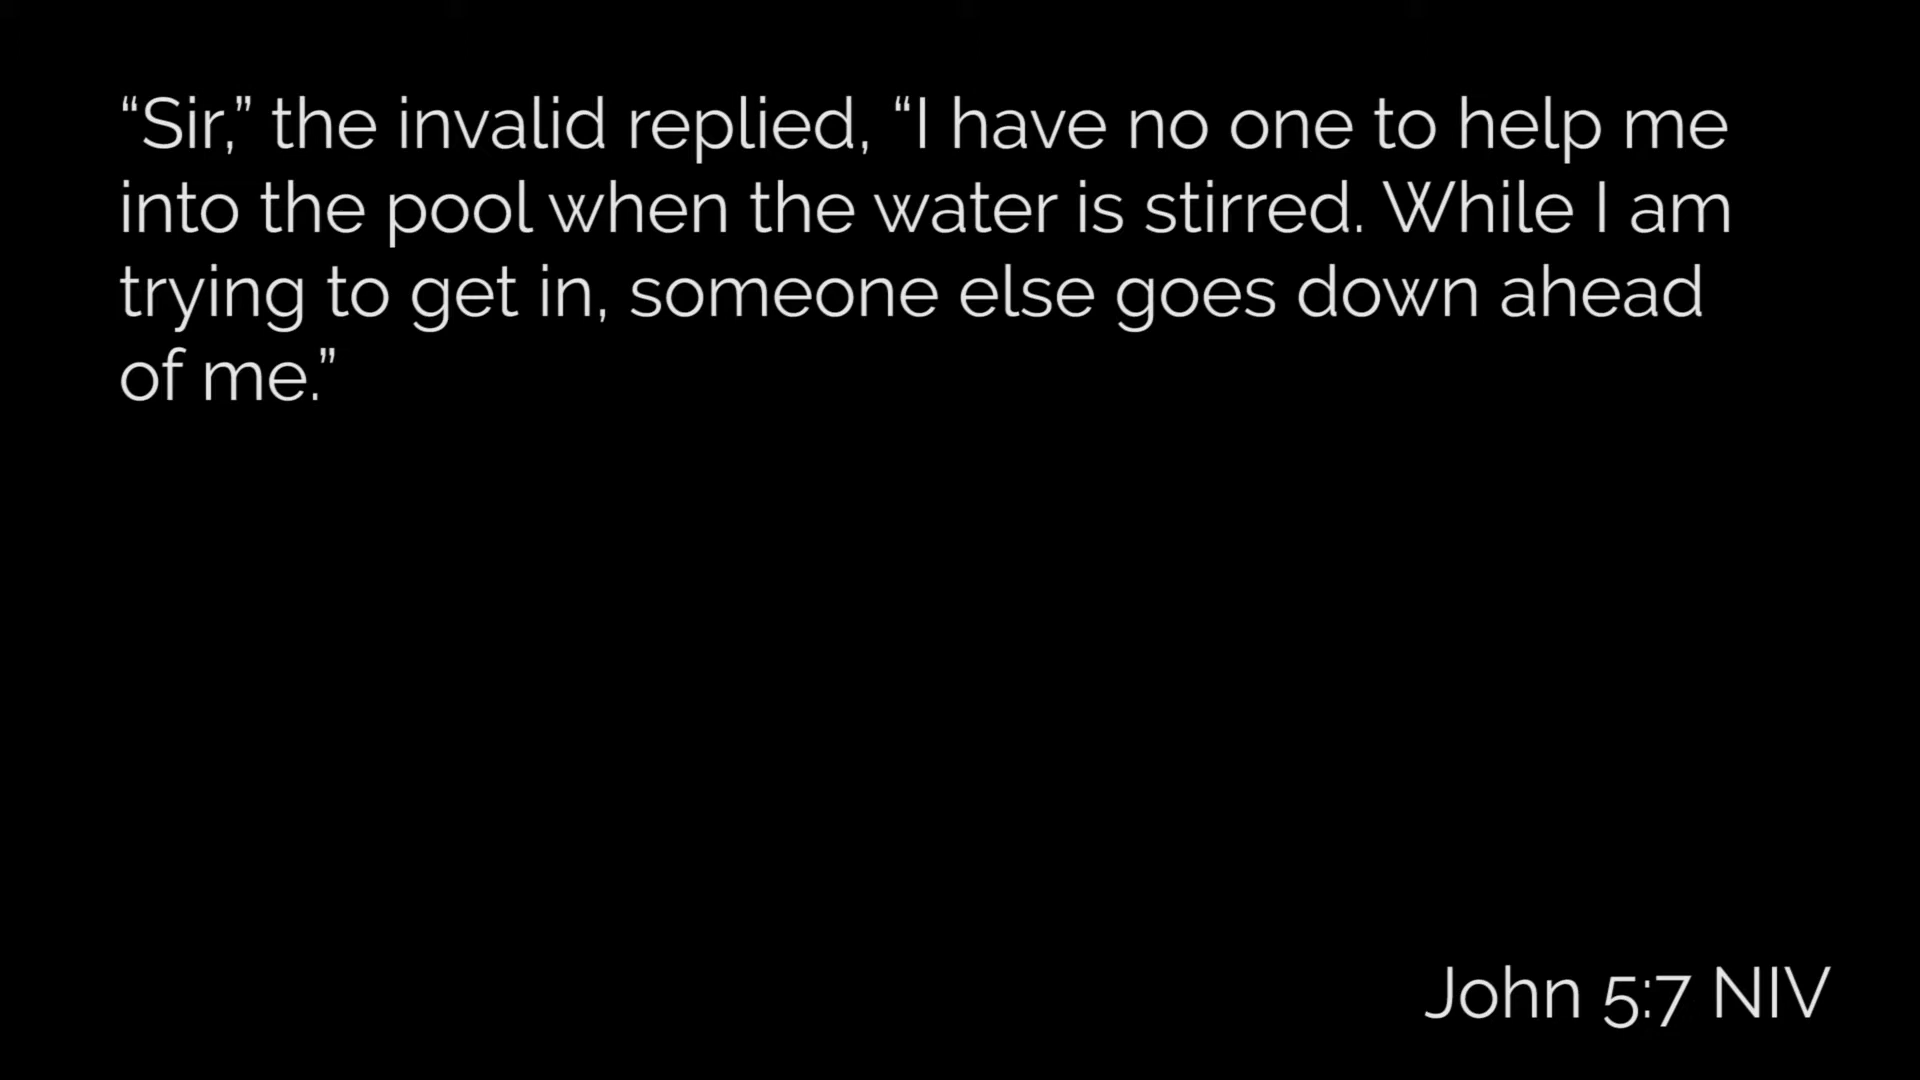 “Sir,” the invalid replied, “I have no one to help me
into the pool when the water is stirred. While I am
trying to get in, someone else goes down ahead
of me.”
John 5:7 NIV